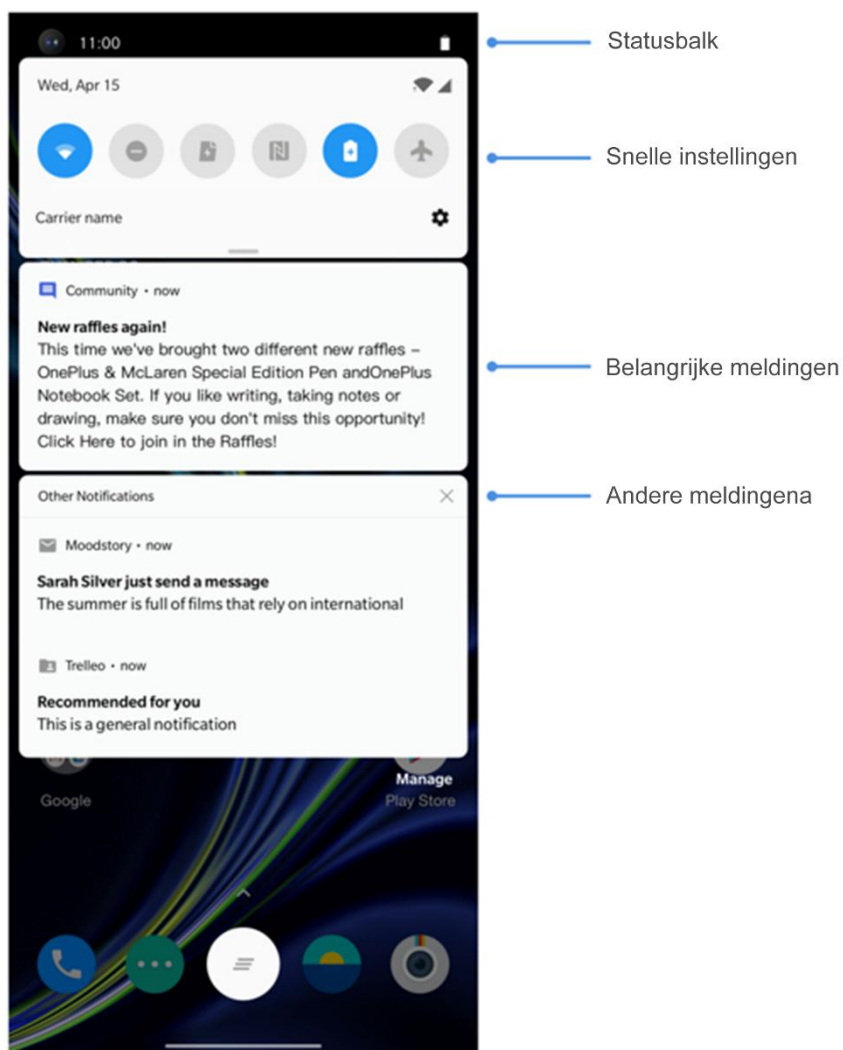 11:00
Statusbalk
Wed, Apr 15
Snelle instellingen
Carrier name
Community • now
New raffles again!
This time we've brought two different new raffles –
OnePlus & McLaren Special Edition Pen andOnePlus
Notebook Set. If you like writing, taking notes or
drawing, make sure you don't miss this opportunity!
Click Here to join in the Raffles!
Belangrijke meldingen
Other Notifications
Andere meldingena
Moodstory • now
Sarah Silver just send a message
The summer is full of films that rely on international
Trelleo • now
Recommended for you
This is a general notification
Manage
Google
Play Store